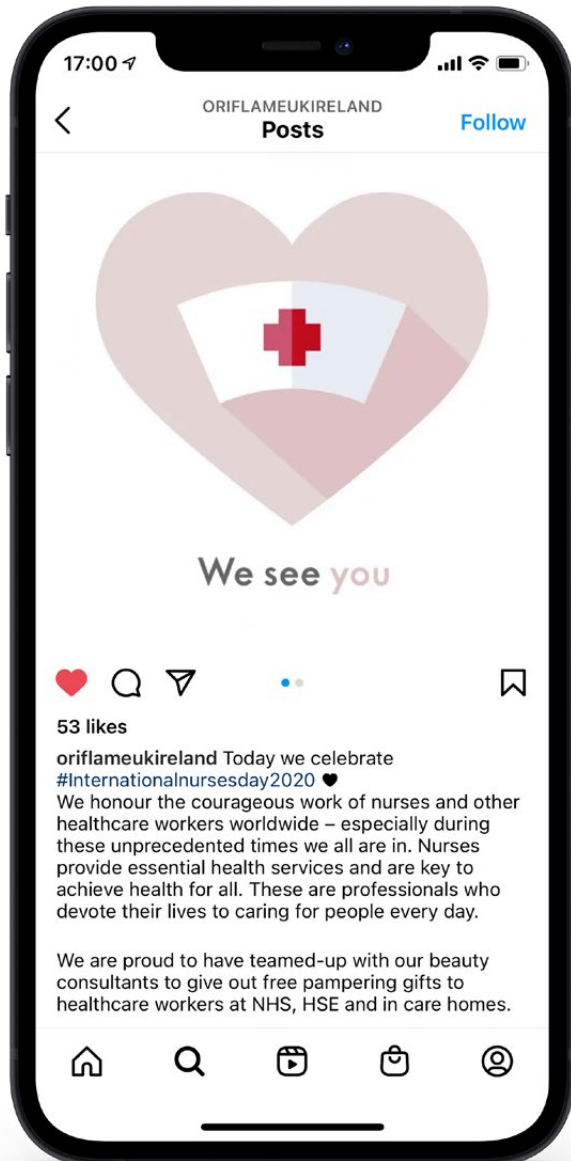 17:00
ORIFLAMEUKIRELAND
Posts
Follow
We see you
53 likes
oriflameukireland Today we celebrate
#Internationalnursesday2020 🖤
We honour the courageous work of nurses and other
healthcare workers worldwide – especially during
these unprecedented times we all are in. Nurses
provide essential health services and are key to
achieve health for all. These are professionals who
devote their lives to caring for people every day.
We are proud to have teamed-up with our beauty
consultants to give out free pampering gifts to
healthcare workers at NHS, HSE and in care homes.